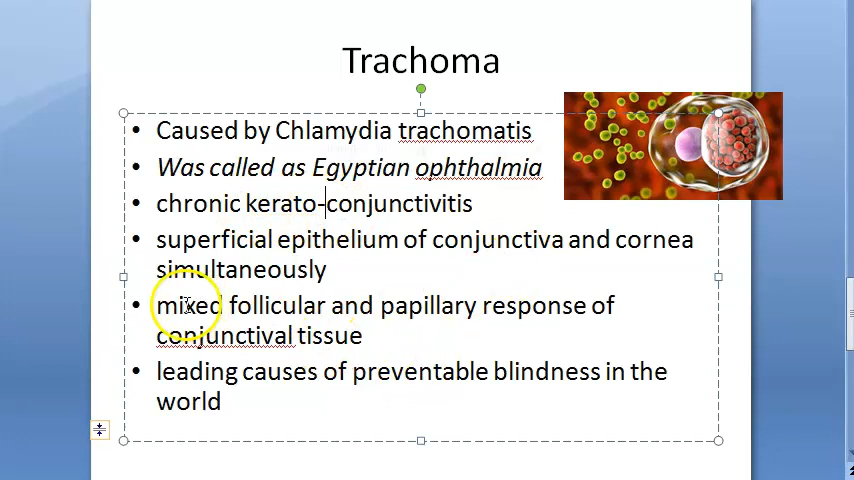 Trachoma
• Caused by Chlamydia trachomatis
• Was called as Egyptian ophthalmia
• chronic kerato-conjunctivitis
• superficial epithelium of conjunctiva and cornea
simultaneously
• mixed follicular and papillary response of
conjunctival tissue
• leading causes of preventable blindness in the
world